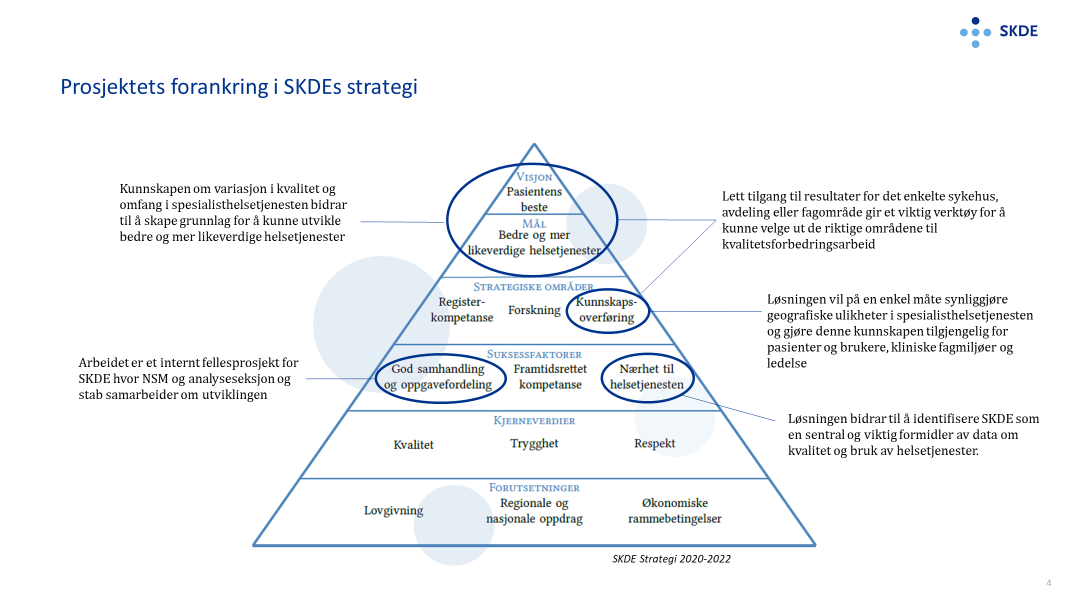 SKDE
Prosjektets forankring i SKDEs strategi
Kunnskapen om variasjon i kvalitet og
omfang i spesialisthelsetjenesten bidrar
til å skape grunnlag for å kunne utvikle
bedre og mer likeverdige helsetjenester
Arbeidet er et internt fellesprosjekt for
SKDE hvor NSM og analyseseksjon og
stab samarbeider om utviklingen
VISJON
Pasientens
beste
MÅL
Bedre og mer
likeverdige helsetjenester
STRATEGISKE OMRÅDER
Register-
kompetanse
Forskning
Kunnskaps-
overføring
SUKSESSFAKTORER
God samhandling
og oppgavefordeling
Framtidsrettet
kompetanse
Nærhet til
helsetjenesten
KJERNEVERDIER
Kvalitet
Trygghet
Respekt
FORUTSETNINGER
Lovgivning
Regionale og
nasjonale oppdrag
Økonomiske
rammebetingelser
Lett tilgang til resultater for det enkelte sykehus,
avdeling eller fagområde gir et viktig verktøy for å
kunne velge ut de riktige områdene til
kvalitetsforbedringsarbeid
Løsningen vil på en enkel måte synliggjøre
geografiske ulikheter i spesialisthelsetjenesten
og gjøre denne kunnskapen tilgjengelig for
pasienter og brukere, kliniske fagmiljøer og
ledelse
Løsningen bidrar til å identifisere SKDE som
en sentral og viktig formidler av data om
kvalitet og bruk av helsetjenester.
SKDE Strategi 2020-2022
4